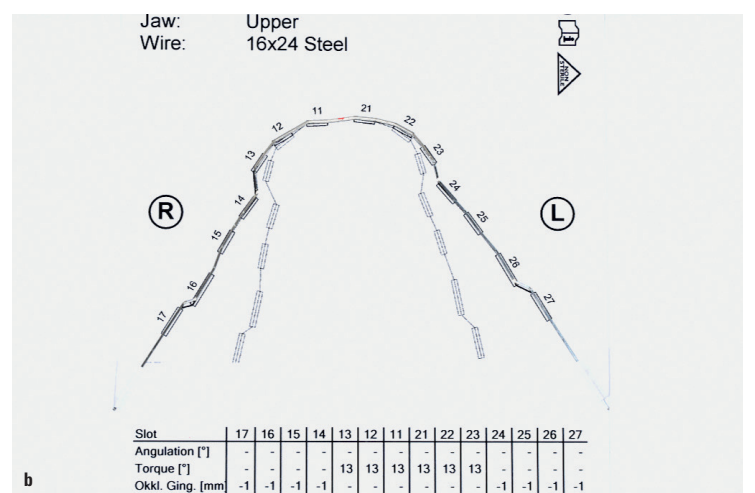 Jaw: Upper
Wire: 16x24 Steel
NON STERILE
11 21
12 22
13 23
14 24
R L
15 25
16 26
17 27
Slot 17 16 15 14 13 12 11 21 22 23 24 25 26 27
Angulation [°] - - - - - - - - - - - - - -
Torque [°] - - - - 13 13 13 13 13 13 - - - -
Okkl. Ging. [mm -1 -1 -1 -1 - - - - - - -1 -1 -1 -1
b